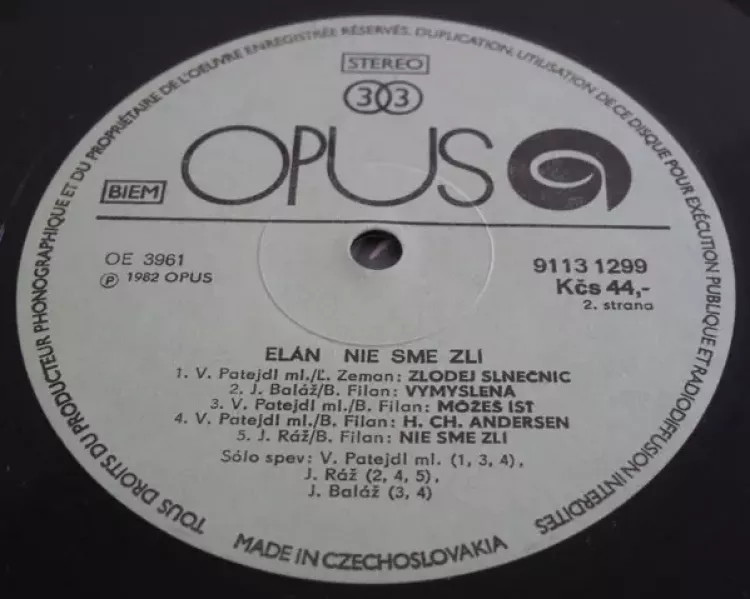 TOUS DROITS DU PRODUCTEUR PHONOGRAPHIQUE ET DU PROPRIÉTAIRE DE L'OEUVRE ENREGISTRÉE RÉSERVÉS. DUPLICATION, UTILISATION DE CE DISQUE POUR EXÉCUTION PUBLIQUE ET RADIODIFFUSION INTERDITES
STEREO
33
OPUS
BIEM
OE 3961
Ⓟ 1982 OPUS
9113 1299
Kčs 44,-
2. strana
ELÁN NIE SME ZLÍ
1. V. Patejdl ml./Ľ. Zeman: ZLODEJ SLNEČNÍC
2. J. Baláž/B. Filan: VYMYSLENÁ
3. V. Patejdl ml./B. Filan: MÔŽEŠ ÍSŤ
4. V. Patejdl ml./B. Filan: H. CH. ANDERSEN
5. J. Ráž/B. Filan: NIE SME ZLÍ
Sólo spev: V. Patejdl ml. (1, 3, 4),
J. Ráž (2, 4, 5),
J. Baláž (3, 4)
MADE IN CZECHOSLOVAKIA